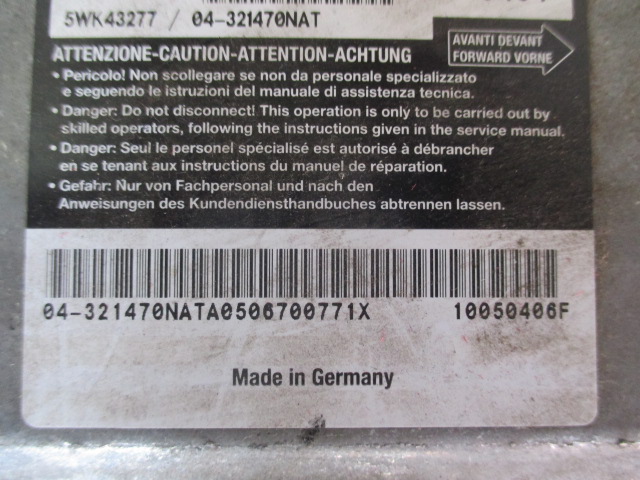 5WK43277 / 04-321470NAT
ATTENZIONE-CAUTION-ATTENTION-ACHTUNG
AVANTI DEVANT
FORWARD VORNE
• Pericolo! Non scollegare se non da personale specializzato
e seguendo le istruzioni del manuale di assistenza tecnica.
• Danger: Do not disconnect! This operation is only to be carried out by
skilled operators, following the instructions given in the service manual.
• Danger: Seul le personel spécialisé est autorisé à débrancher
en se tenant aux instructions du manuel de réparation.
• Gefahr: Nur von Fachpersonal und nach den
Anweisungen des Kundendiensthandbuches abtrennen lassen.
04-321470NATA0506700771X 10050406F
Made in Germany